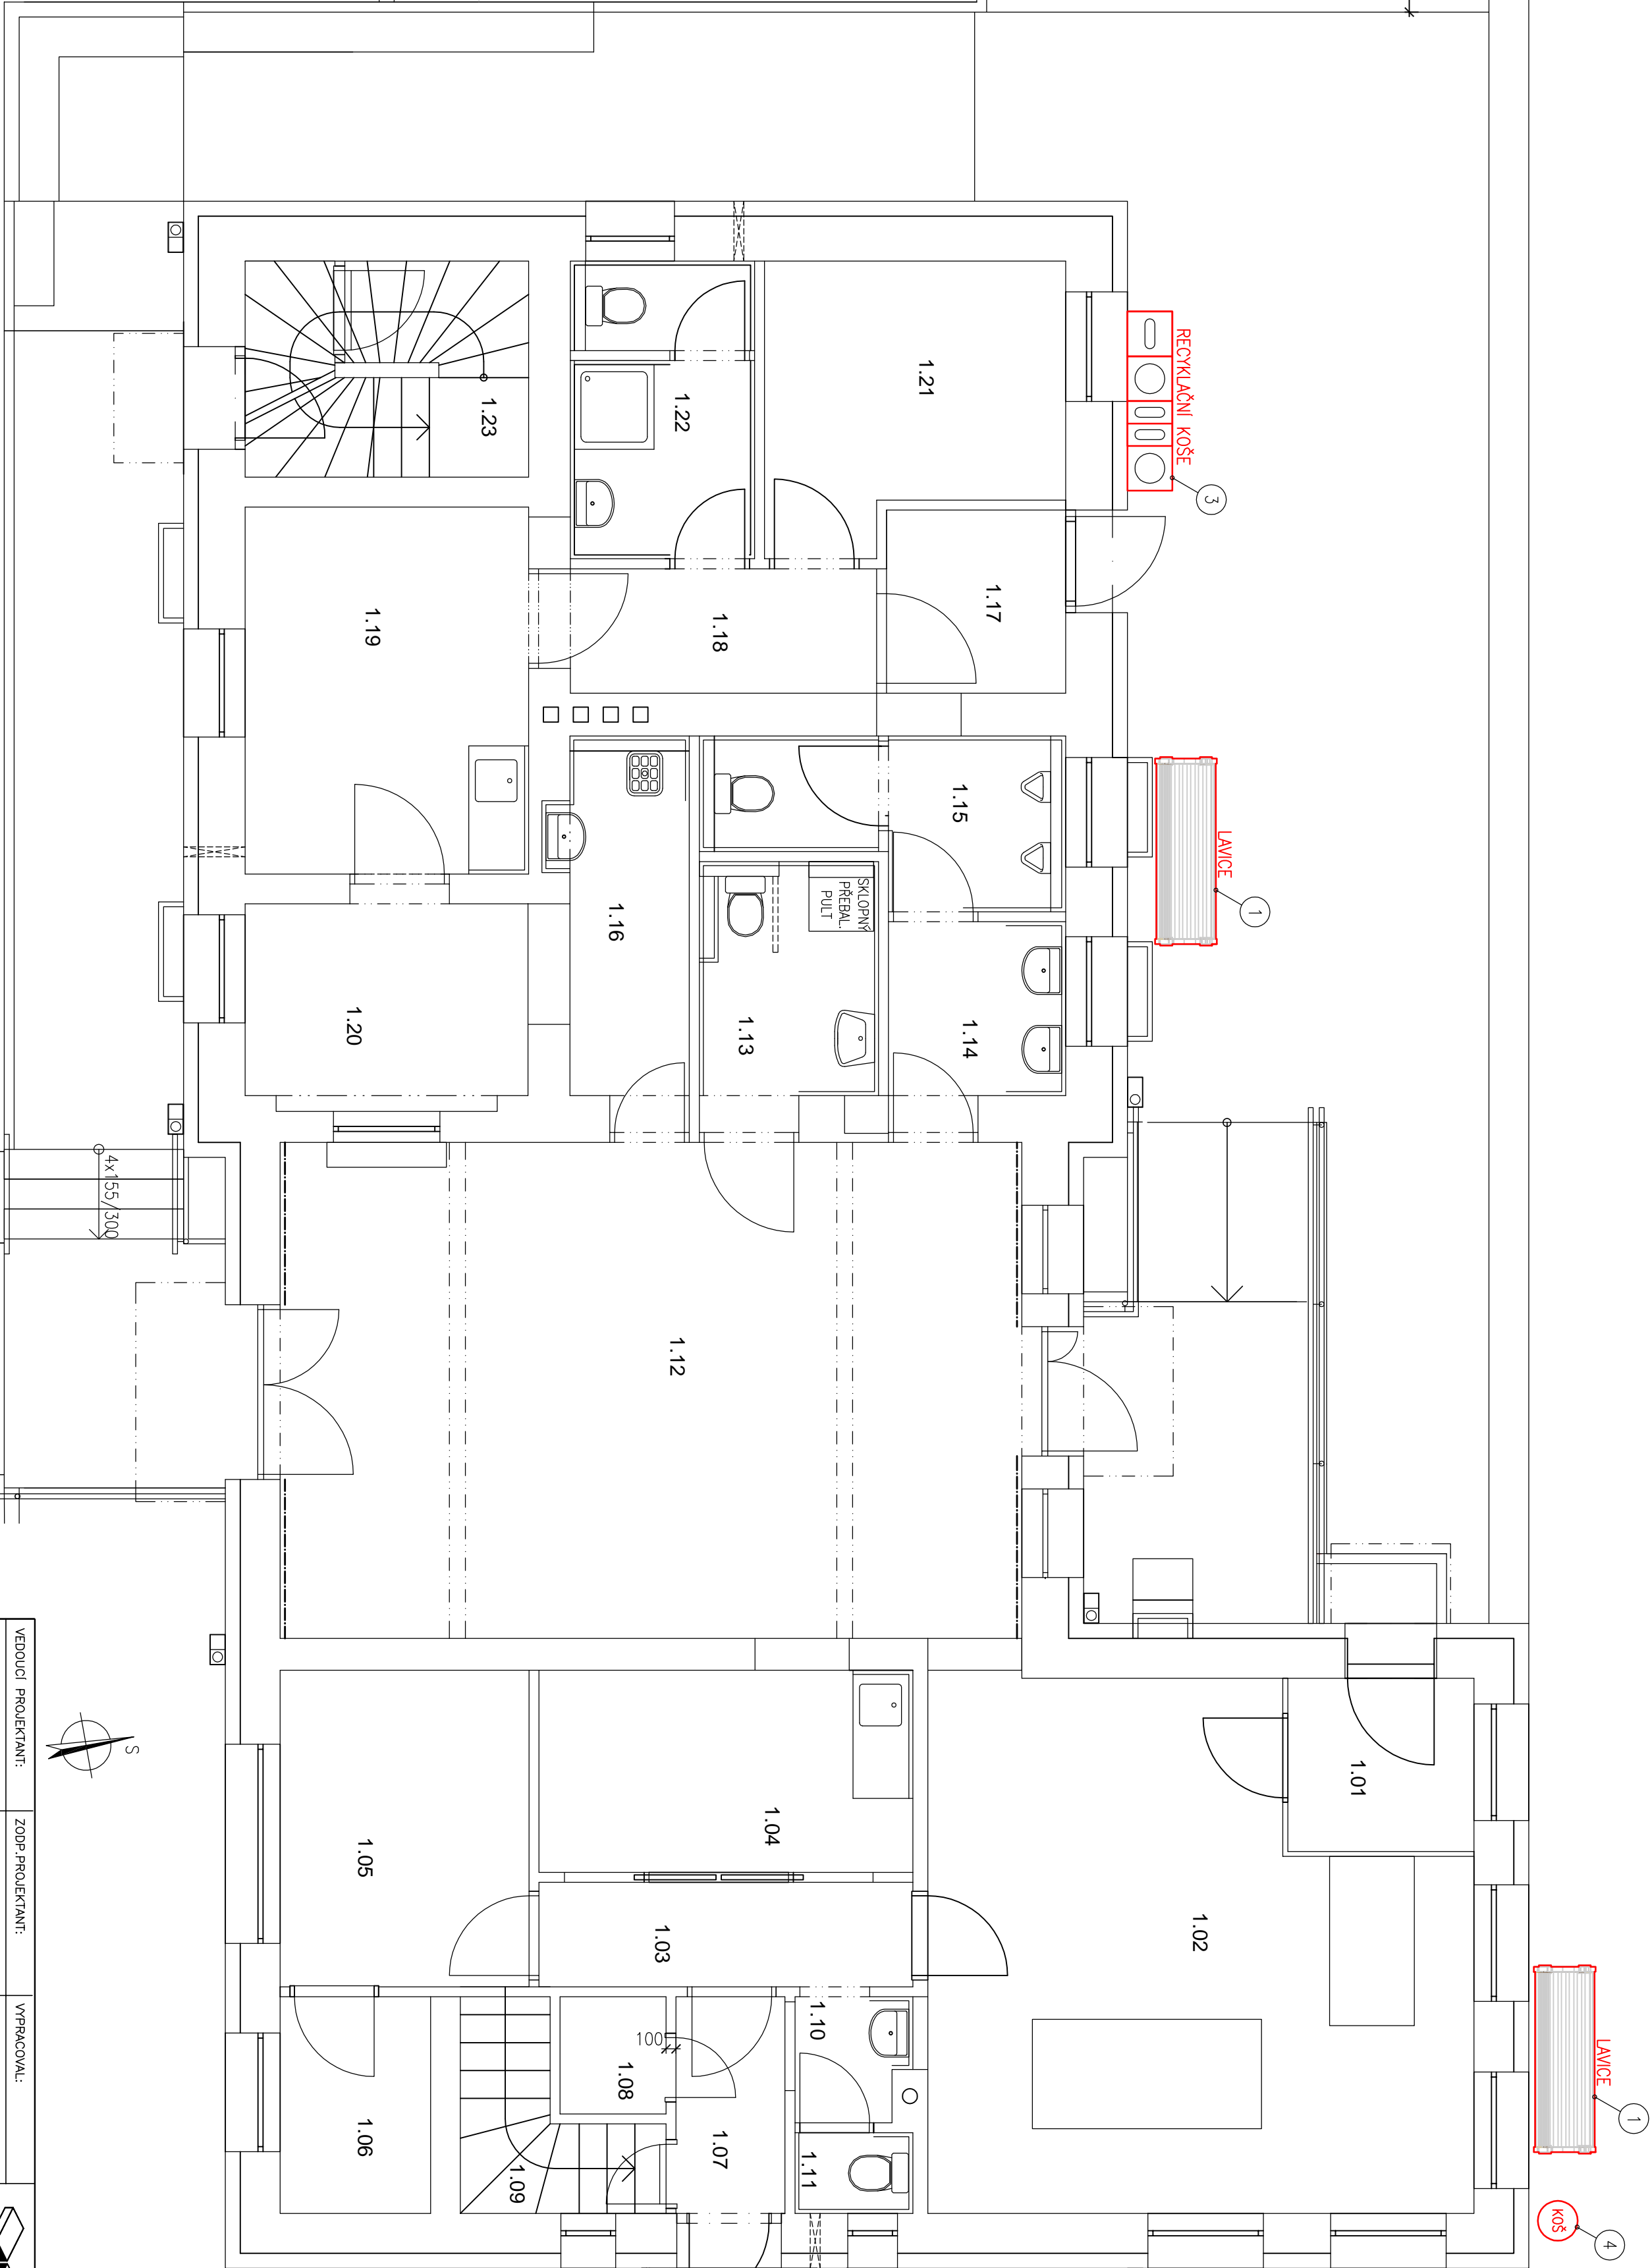 KOŠ
4
LAVICE
1
LAVICE
1
RECYKLAČNÍ KOŠE
3
1.01
1.02
1.21
1.17
1.15
1.14
SKLOPNÝ
PŘEBAL.
PULT
1.13
1.22
1.18
1.16
1.12
1.04
1.03
1.10
1.11
1.07
1.08
100
1.09
1.23
1.19
1.20
1.05
1.06
4x155/300
S
VEDOUCÍ PROJEKTANT:
ZODP.PROJEKTANT:
VYPRACOVAL: